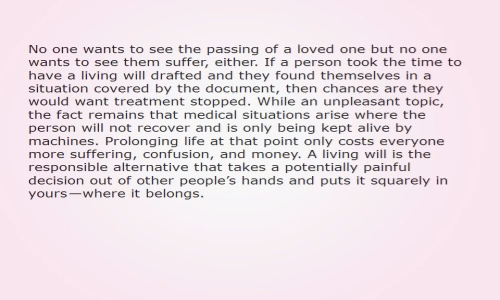 No one wants to see the passing of a loved one but no one
wants to see them suffer, either. If a person took the time to
have a living will drafted and they found themselves in a
situation covered by the document, then chances are they
would want treatment stopped. While an unpleasant topic,
the fact remains that medical situations arise where the
person will not recover and is only being kept alive by
machines. Prolonging life at that point only costs everyone
more suffering, confusion, and money. A living will is the
responsible alternative that takes a potentially painful
decision out of other people’s hands and puts it squarely in
yours—where it belongs.